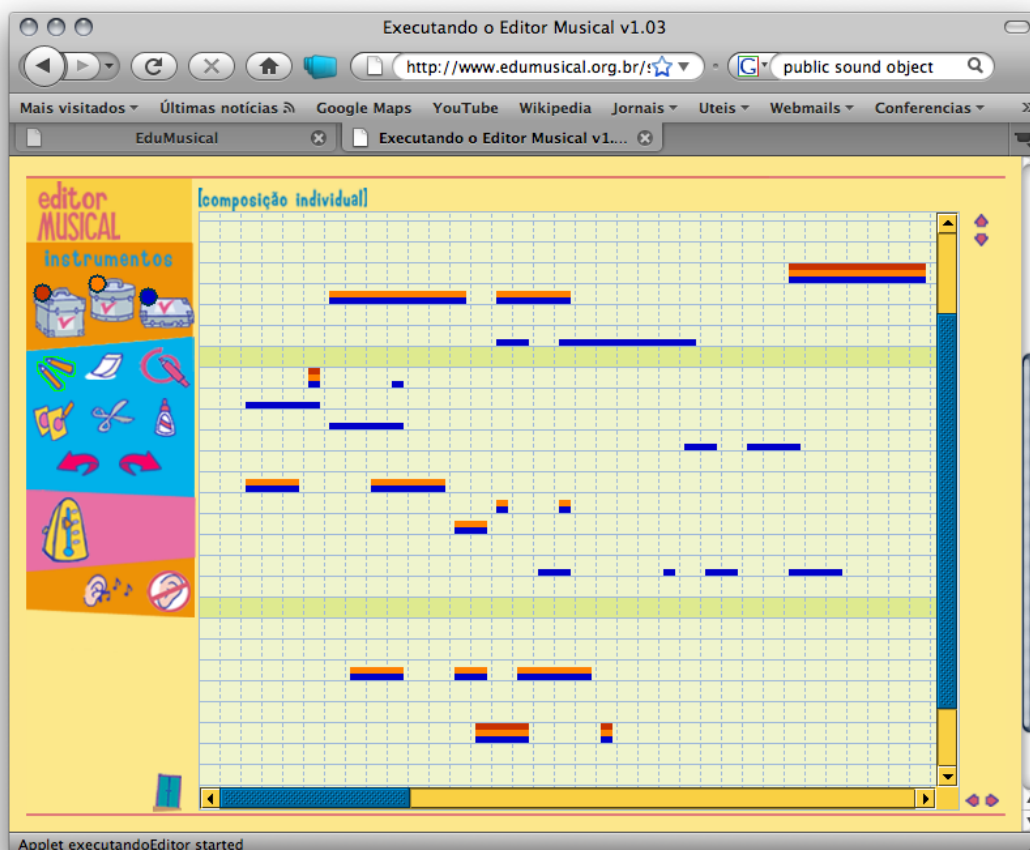 Executando o Editor Musical v1.03
http://www.edumusical.org.br/s
G
public sound object
Mais visitados
Últimas notícias
Google Maps
YouTube
Wikipedia
Jornais
Uteis
Webmails
Conferencias
»
EduMusical
Executando o Editor Musical v1....
editor
MUSICAL
[composição individual]
instrumentos
Applet executandoEditor started